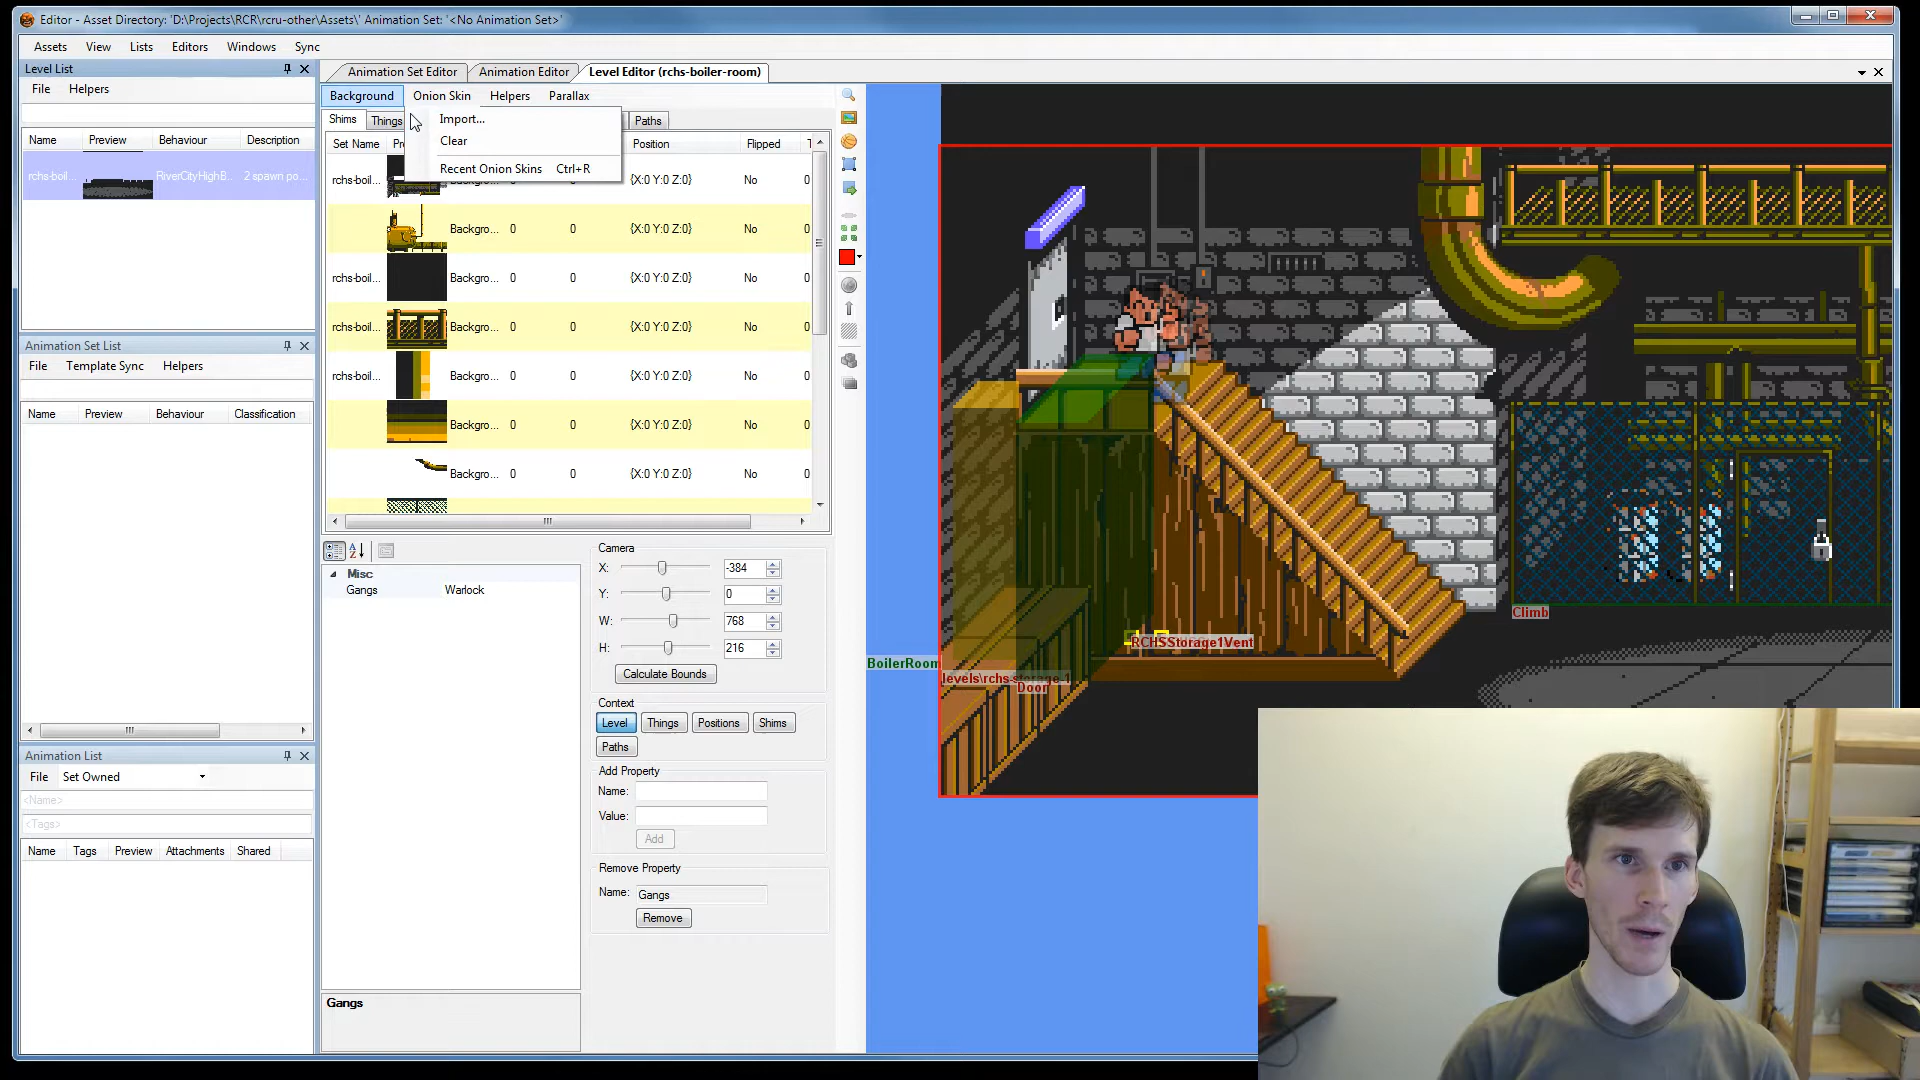 Editor - Asset Directory: 'D:\Projects\RCR\rcru-other\Assets\' Animation Set: '<No Animation Set>'
Assets View Lists Editors Windows Sync
Level List
File Helpers
Name Preview Behaviour Description
rchs-boil... RiverCityHighB... 2 spawn po...
Animation Set List
File Template Sync Helpers
Name Preview Behaviour Classification
Animation List
File Set Owned
<Name>
<Tags>
Name Tags Preview Attachments Shared
Animation Set Editor Animation Editor Level Editor (rchs-boiler-room)
Background Onion Skin Helpers Parallax
Import...
Clear
Recent Onion Skins Ctrl+R
Shims Things Paths
Set Name Pr Position Flipped T
rchs-boil... {X:0 Y:0 Z:0} No 0
Backgro... 0 0 {X:0 Y:0 Z:0} No 0
rchs-boil... Backgro... 0 0 {X:0 Y:0 Z:0} No 0
rchs-boil... Backgro... 0 0 {X:0 Y:0 Z:0} No 0
rchs-boil... Backgro... 0 0 {X:0 Y:0 Z:0} No 0
Backgro... 0 0 {X:0 Y:0 Z:0} No 0
Backgro... 0 0 {X:0 Y:0 Z:0} No 0
Misc
Gangs Warlock
Gangs
Camera
X: -384
Y: 0
W: 768
H: 216
Calculate Bounds
Context
Level Things Positions Shims
Paths
Add Property
Name:
Value:
Add
Remove Property
Name: Gangs
Remove
Climb
RCHSStorage1Vent
BoilerRoom
levels\rchs-storage-1
Door